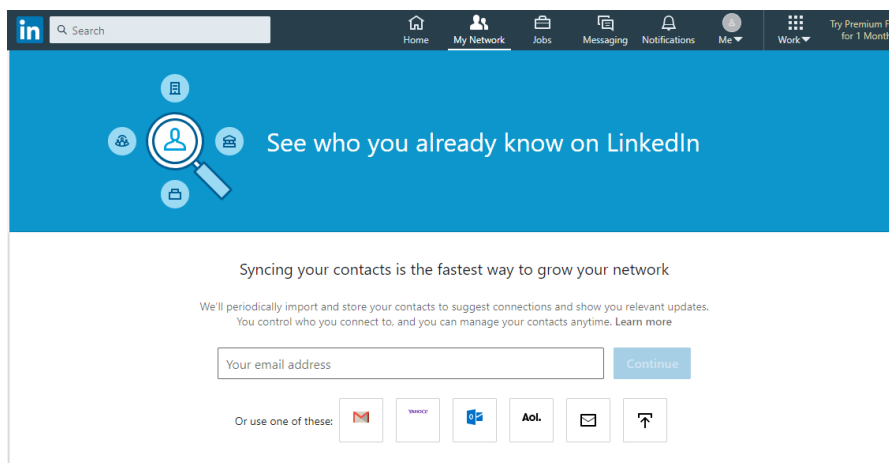 in
Search
Home
My Network
Jobs
Messaging
Notifications
Me
Work
Try Premium F
for 1 Month
See who you already know on LinkedIn
Syncing your contacts is the fastest way to grow your network
We'll periodically import and store your contacts to suggest connections and show you relevant updates.
You control who you connect to, and you can manage your contacts anytime. Learn more
Your email address
Continue
Or use one of these:
YAHOO!
Aol.